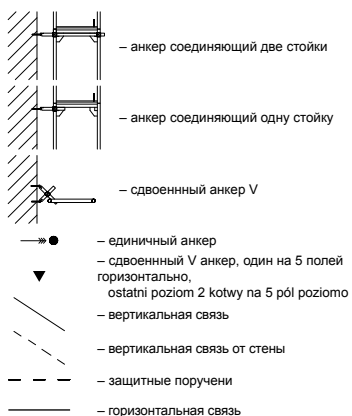 – анкер соединяющий две стойки
– анкер соединяющий одну стойку
– сдвоеннный анкер V
– единичный анкер
– сдвоеннный V анкер, один на 5 полей
горизонтально,
ostatni poziom 2 kotwy na 5 pól poziomo
– вертикальная связь
– вертикальная связь от стены
– защитные поручени
– горизонтальная связь